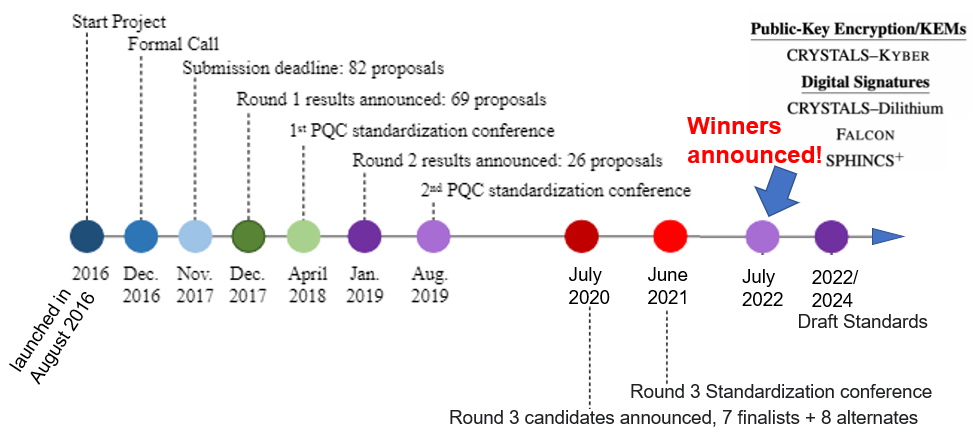 Start Project
Formal Call
Submission deadline: 82 proposals
Round 1 results announced: 69 proposals
1st PQC standardization conference
Round 2 results announced: 26 proposals
2nd PQC standardization conference
Public-Key Encryption/KEMs
CRYSTALS–KYBER
Digital Signatures
CRYSTALS–Dilithium
FALCON
SPHINCS+
Winners
announced!
2016
launched in
August 2016
Dec.
2016
Nov.
2017
Dec.
2017
April
2018
Jan.
2019
Aug.
2019
July
2020
June
2021
July
2022
2022/
2024
Draft Standards
Round 3 Standardization conference
Round 3 candidates announced, 7 finalists + 8 alternates